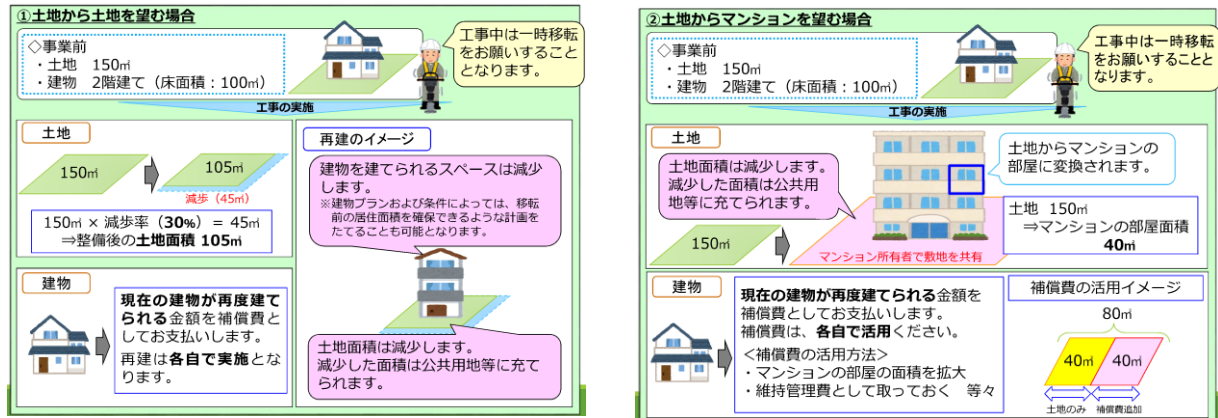 ①土地から土地を望む場合
◇事業前
・土地　150㎡
・建物　2階建て（床面積：100㎡）
工事中は一時移転
をお願いすること
となります。
工事の実施
土地
150㎡
105㎡
減歩（45㎡）
150㎡ × 減歩率（30%）＝ 45㎡
⇒整備後の土地面積 105㎡
建物
現在の建物が再度建て
られる金額を補償費と
してお支払いします。
再建は各自で実施とな
ります。
再建のイメージ
建物を建てられるスペースは減少
します。
※建物プランおよび条件によっては、移転
前の居住面積を確保できるような計画を
たてることも可能となります。
土地面積は減少します。
減少した面積は公共用地等に充て
られます。
②土地からマンションを望む場合
◇事業前
・土地　150㎡
・建物　2階建て（床面積：100㎡）
工事中は一時移転
をお願いすることと
なります。
工事の実施
土地
土地面積は減少します。
減少した面積は公共用
地等に充てられます。
150㎡
マンション所有者で敷地を共有
土地からマンションの
部屋に変換されます。
土地　150㎡
⇒マンションの部屋面積
40㎡
建物
現在の建物が再度建てられる金額を
補償費としてお支払いします。
補償費は、各自で活用ください。
＜補償費の活用方法＞
・マンションの部屋の面積を拡大
・維持管理費として取っておく　等々
補償費の活用イメージ
80㎡
40㎡
40㎡
土地のみ
補償費追加